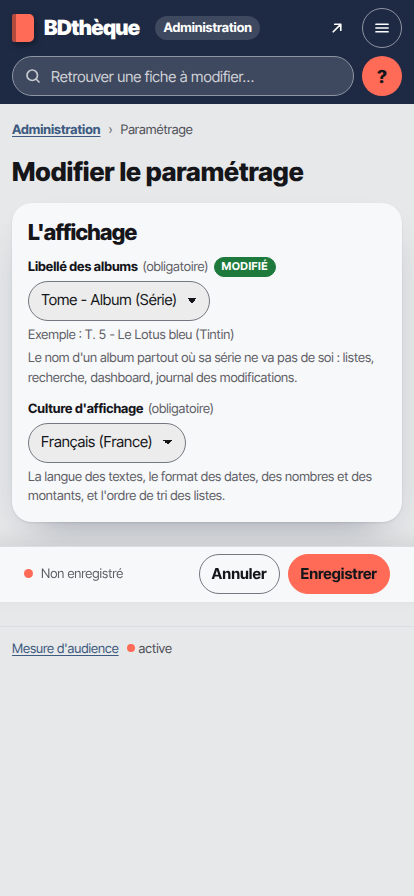 BDthèque
Administration
Retrouver une fiche à modifier...
?
Administration › Paramétrage
Modifier le paramétrage
L'affichage
Libellé des albums (obligatoire) MODIFIÉ
Tome - Album (Série)
Exemple : T. 5 - Le Lotus bleu (Tintin)
Le nom d'un album partout où sa série ne va pas de soi : listes,
recherche, dashboard, journal des modifications.
Culture d'affichage (obligatoire)
Français (France)
La langue des textes, le format des dates, des nombres et des
montants, et l'ordre de tri des listes.
Non enregistré
Annuler
Enregistrer
Mesure d'audience active